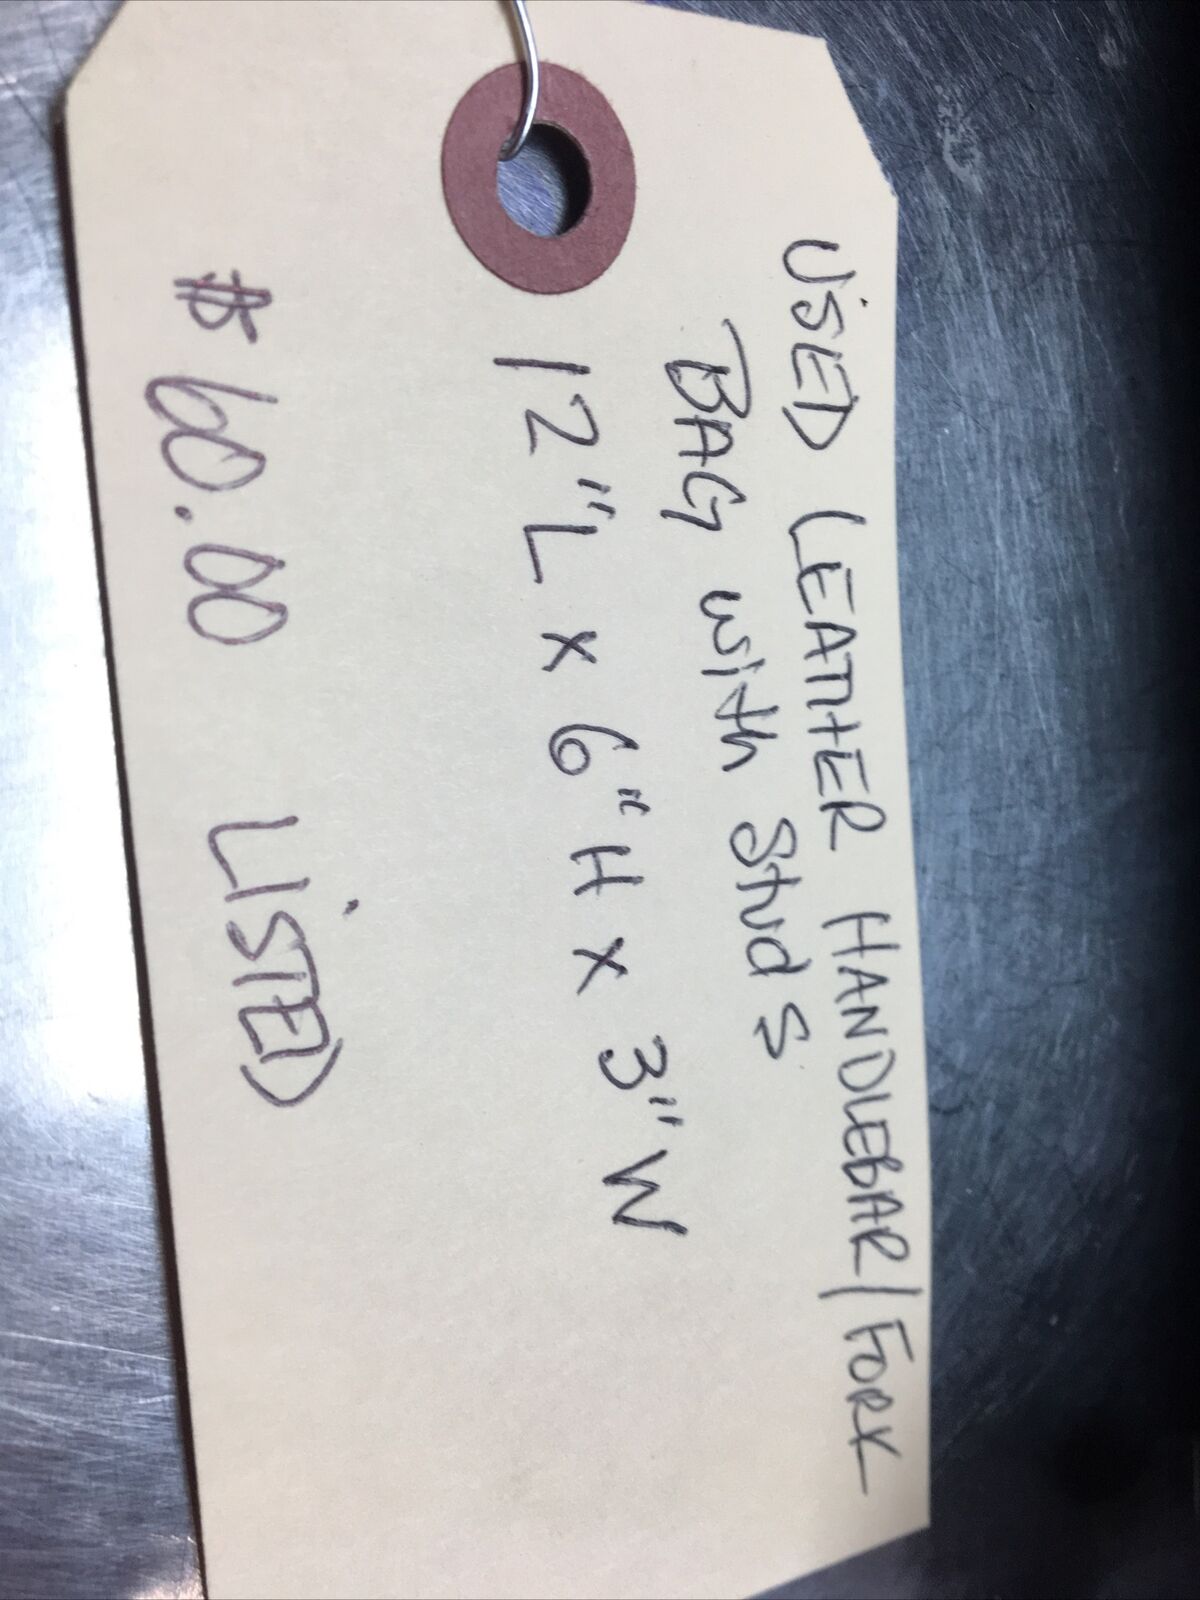 USED LEATHER HANDLEBAR/FORK
BAG with Studs
12"L x 6"H x 3"W
$60.00 LiSTED